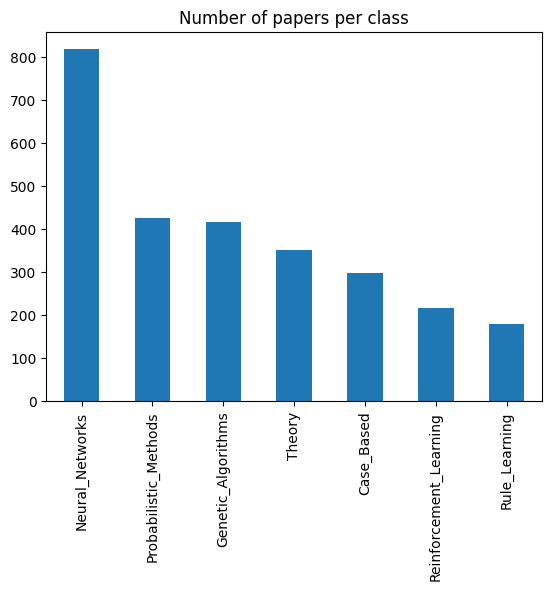 Number of papers per class
800
700
600
500
400
300
200
100
0
Neural_Networks
Probabilistic_Methods
Genetic_Algorithms
Theory
Case_Based
Reinforcement_Learning
Rule_Learning